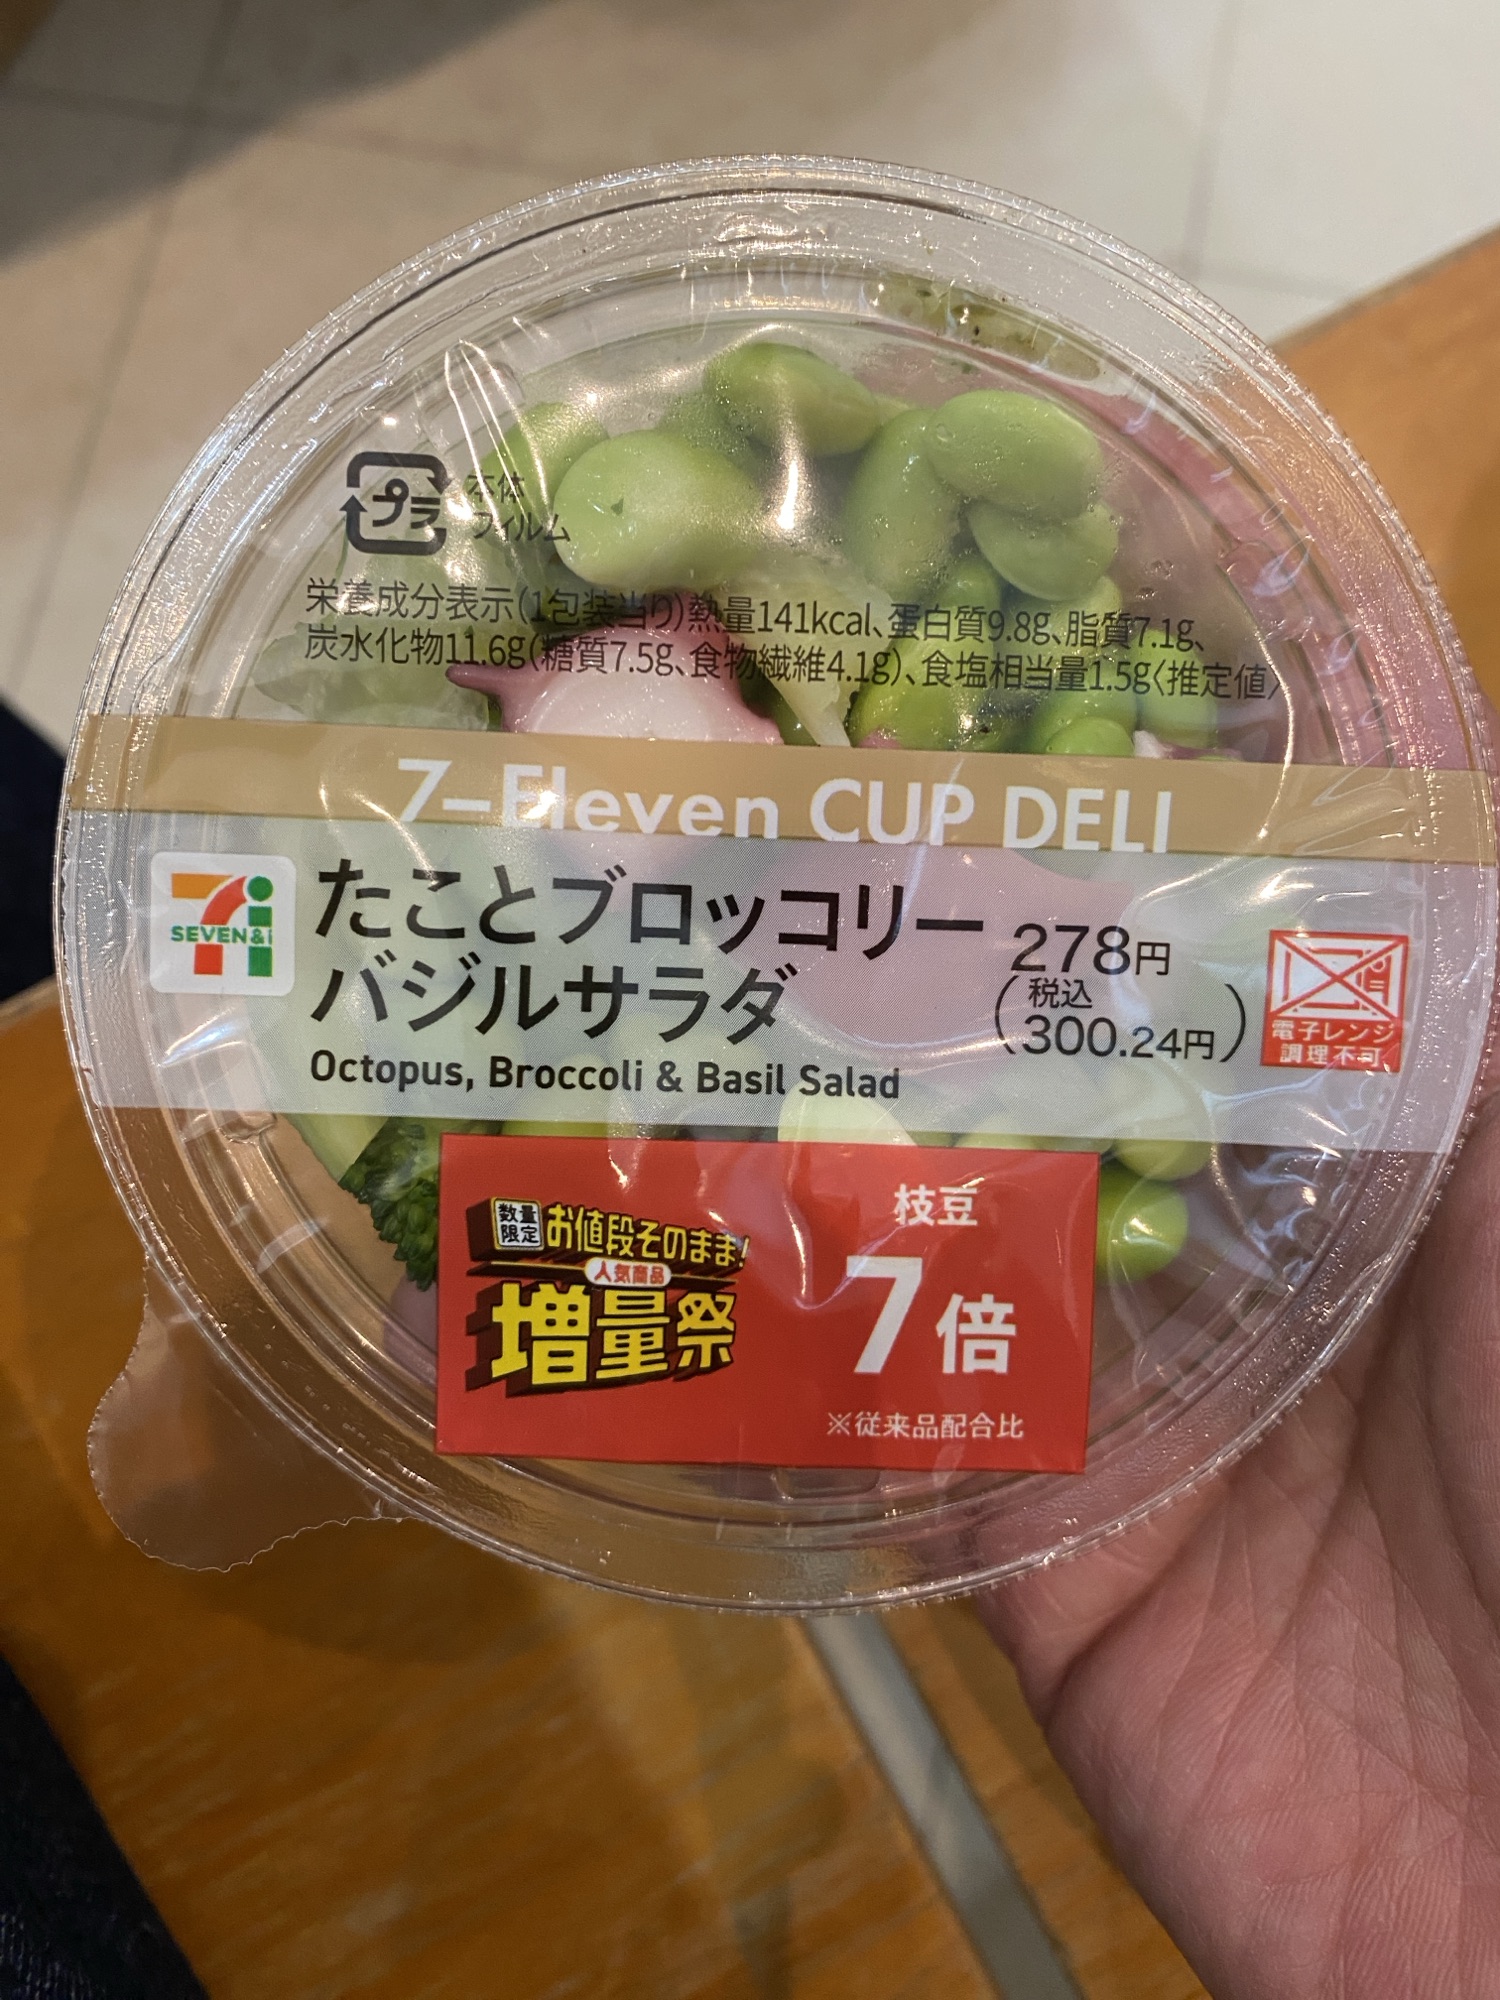 プラ
本体
フィルム
栄養成分表示(1包装当り)熱量141kcal、蛋白質9.8g、脂質7.1g、
炭水化物11.6g(糖質7.5g、食物繊維4.1g)、食塩相当量1.5g〈推定値〉
7-Eleven CUP DELI
SEVEN&i
たことブロッコリー
バジルサラダ
Octopus, Broccoli & Basil Salad
278円
(税込
300.24円)
電子レンジ
調理不可
数量
限定
お値段そのまま!
人気商品
増量祭
枝豆
7倍
※従来品配合比